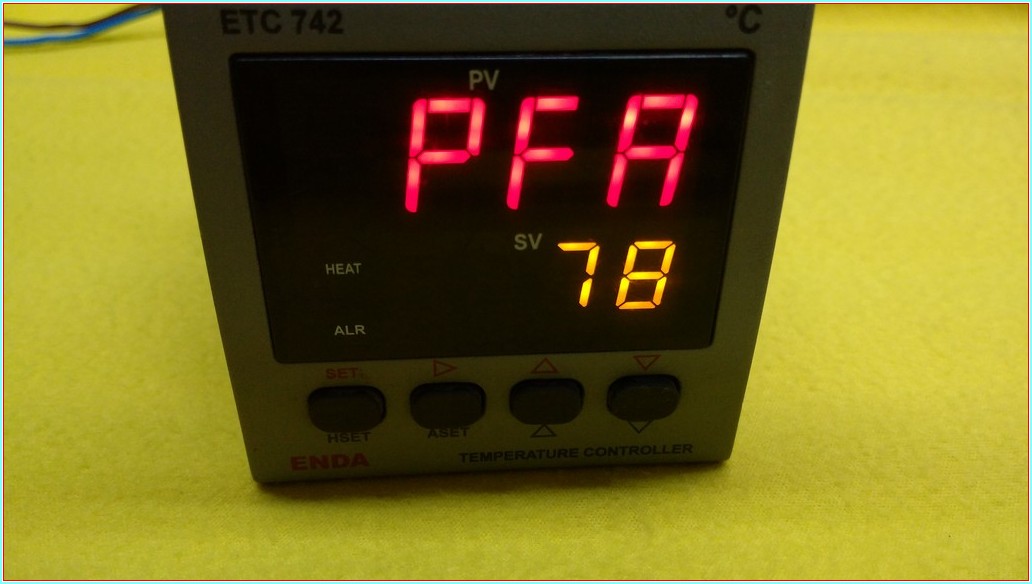 ETC 742 °C
PV
PFA
SV 78
HEAT
ALR
SET
HSET ASET
ENDA TEMPERATURE CONTROLLER